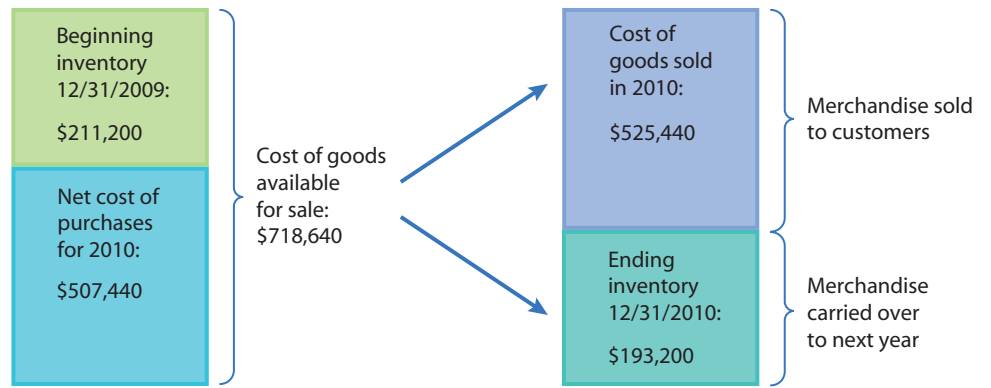 Beginning
inventory
12/31/2009:
$211,200
Net cost of
purchases
for 2010:
$507,440
Cost of goods
available
for sale:
$718,640
Cost of
goods sold
in 2010:
$525,440
Merchandise sold
to customers
Ending
inventory
12/31/2010:
$193,200
Merchandise
carried over
to next year